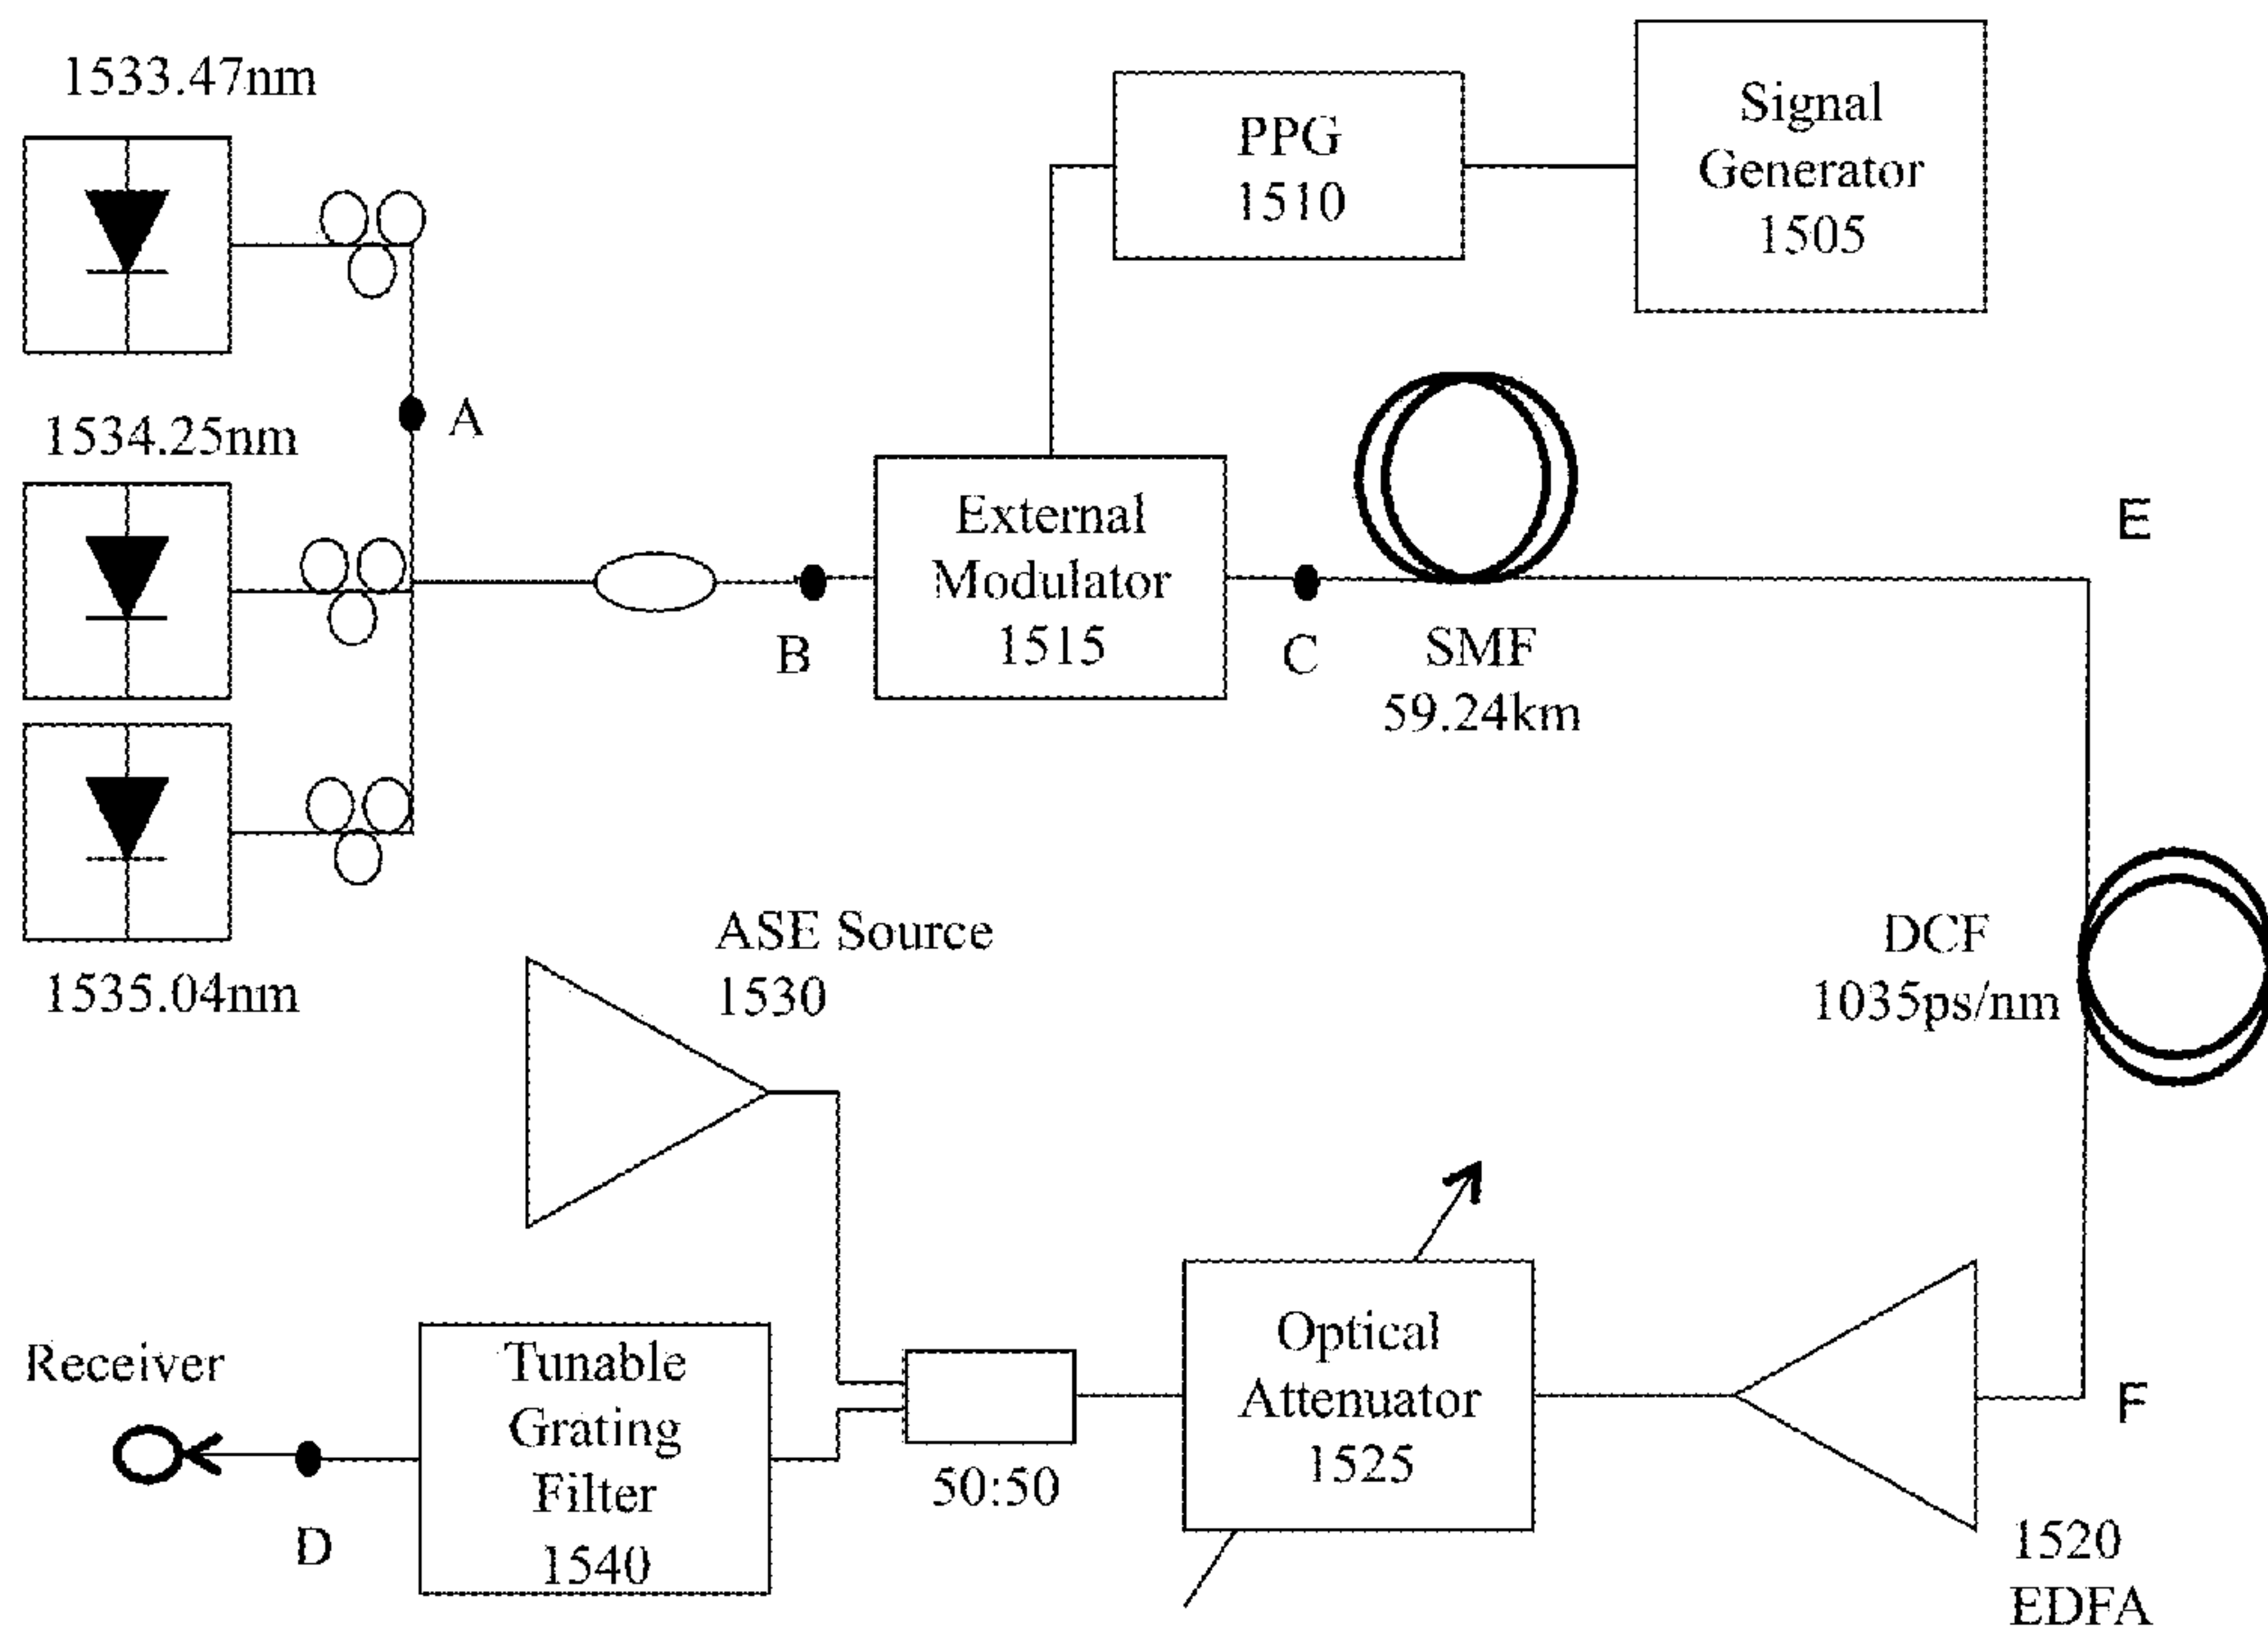 1533.47nm
PPG
1510
Signal
Generator
1505
A
1534.25nm
External
Modulator
1515
B
C
SMF
59.24km
E
1535.04nm
ASE Source
1530
DCF
1035ps/nm
Receiver
D
Tunable
Grating
Filter
1540
50:50
Optical
Attenuator
1525
F
1520
EDFA